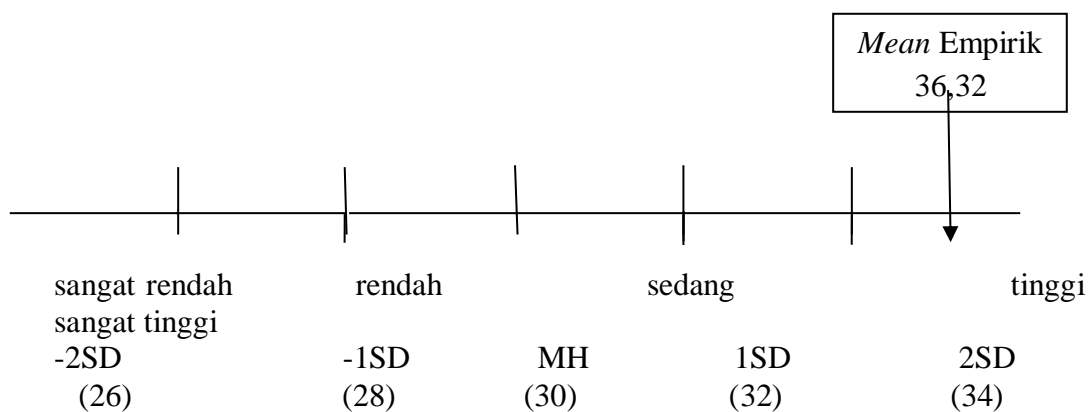 Mean Empirik
36,32
sangat rendah rendah sedang tinggi
sangat tinggi
-2SD -1SD MH 1SD 2SD
(26) (28) (30) (32) (34)